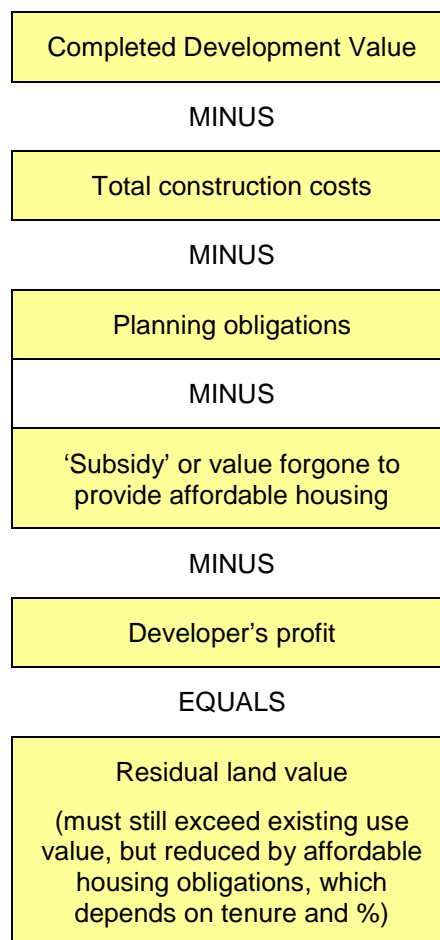 Completed Development Value
MINUS
Total construction costs
MINUS
Planning obligations
MINUS
‘Subsidy’ or value forgone to
provide affordable housing
MINUS
Developer’s profit
EQUALS
Residual land value
(must still exceed existing use
value, but reduced by affordable
housing obligations, which
depends on tenure and %)